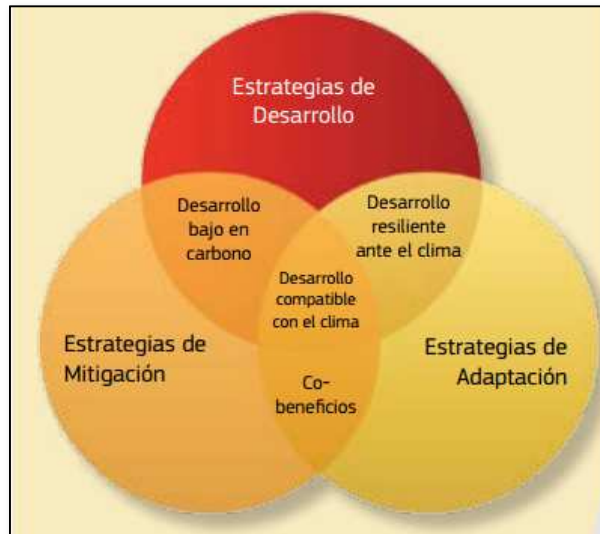 Estrategias de
Desarrollo
Desarrollo
bajo en
carbono
Desarrollo
resiliente
ante el clima
Desarrollo
compatible
con el clima
Estrategias de
Mitigación
Estrategias de
Adaptación
Co-
beneficios